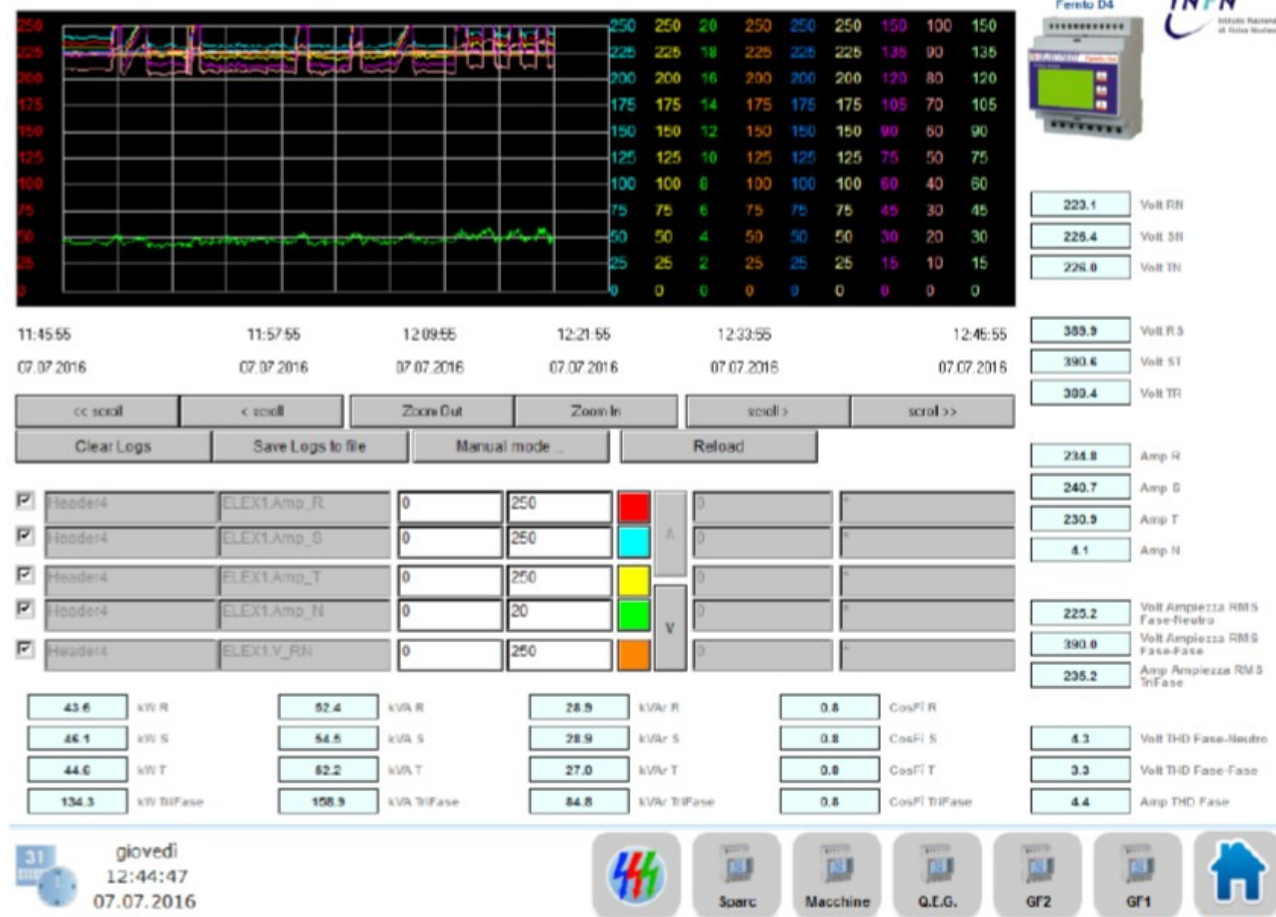 Femto D4
INFN
Istituto Nazionale
di Fisica Nucleare
250 250 250 20 250 250 250 150 100 150
225 225 225 18 225 225 225 135 90 135
200 200 200 16 200 200 200 120 80 120
175 175 175 14 175 175 175 105 70 105
150 150 150 12 150 150 150 90 60 90
125 125 125 10 125 125 125 75 50 75
100 100 100 8 100 100 100 60 40 60
75 75 75 6 75 75 75 45 30 45
50 50 50 4 50 50 50 30 20 30
25 25 25 2 25 25 25 15 10 15
0 0 0 0 0 0 0 0 0 0
11:45:55 11:57:55 12:09:55 12:21:55 12:33:55 12:45:55
07.07.2016 07.07.2016 07.07.2016 07.07.2016 07.07.2016 07.07.2016
<< scroll < scroll Zoom Out Zoom In scroll > scroll >>
Clear Logs Save Logs to file Manual mode ... Reload
Header4 ELEX1.Amp_R 0 250 0 *
Header4 ELEX1.Amp_S 0 250 0 *
Header4 ELEX1.Amp_T 0 250 0 *
Header4 ELEX1.Amp_N 0 20 0 *
Header4 ELEX1.V_RN 0 250 0 *
223.1 Volt RN
226.4 Volt SN
226.0 Volt TN
389.9 Volt RS
390.6 Volt ST
389.4 Volt TR
234.8 Amp R
240.7 Amp S
230.9 Amp T
4.1 Amp N
225.2 Volt Ampiezza RMS
Fase-Neutro
390.0 Volt Ampiezza RMS
Fase-Fase
235.2 Amp Ampiezza RMS
TriFase
43.6 kW R 52.4 kVA R 28.9 kVAr R 0.8 CosFi R
46.1 kW S 54.5 kVA S 28.9 kVAr S 0.8 CosFi S
44.6 kW T 52.2 kVA T 27.0 kVAr T 0.8 CosFi T
134.3 kW TriFase 158.9 kVA TriFase 84.8 kVAr TriFase 0.8 CosFi TriFase
4.3 Volt THD Fase-Neutro
3.3 Volt THD Fase-Fase
4.4 Amp THD Fase
31
giovedì
12:44:47
07.07.2016
Sparc Macchine Q.E.G. GF2 GF1